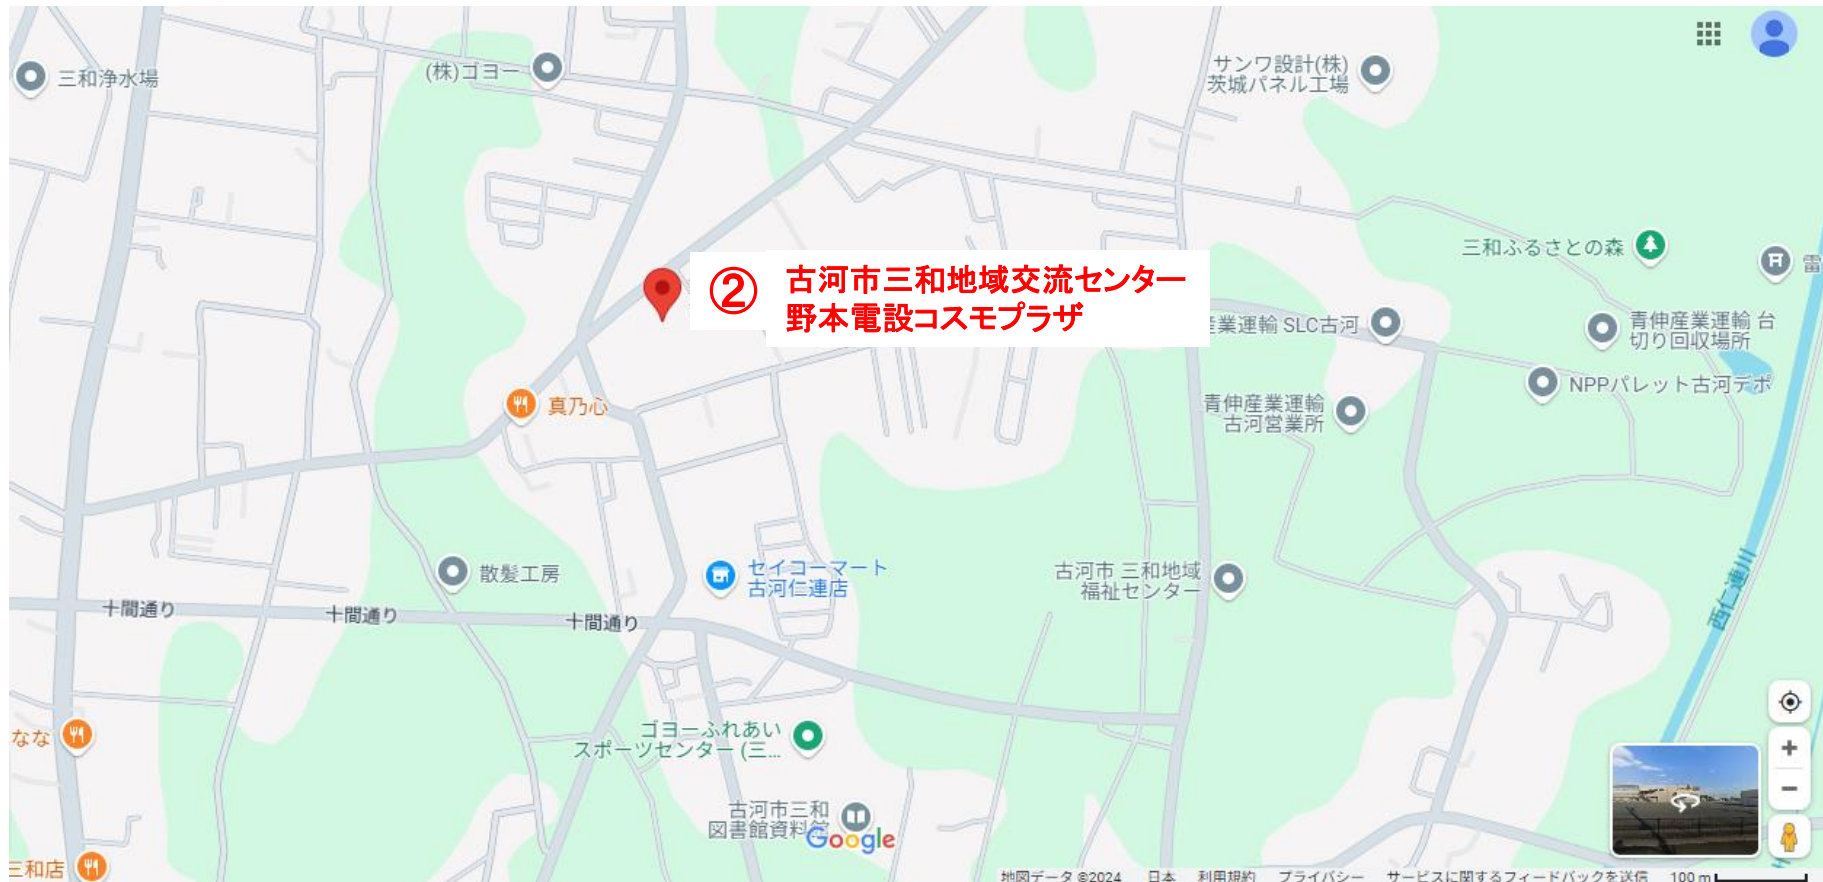 三和浄水場
(株)ゴヨー
サンワ設計(株)
茨城パネル工場
三和ふるさとの森
雷
② 古河市三和地域交流センター
野本電設コスモプラザ
産業運輸 SLC古河
青伸産業運輸 台
切り回収場所
NPPパレット古河デポ
真乃心
青伸産業運輸
古河営業所
散髪工房
セイコーマート
古河仁連店
古河市 三和地域
福祉センター
西仁連川
十間通り
十間通り
十間通り
なな
ゴヨーふれあい
スポーツセンター (三...
古河市三和
図書館資料館
Google
三和店
地図データ ©2024 日本 利用規約 プライバシー サービスに関するフィードバックを送信 100 m